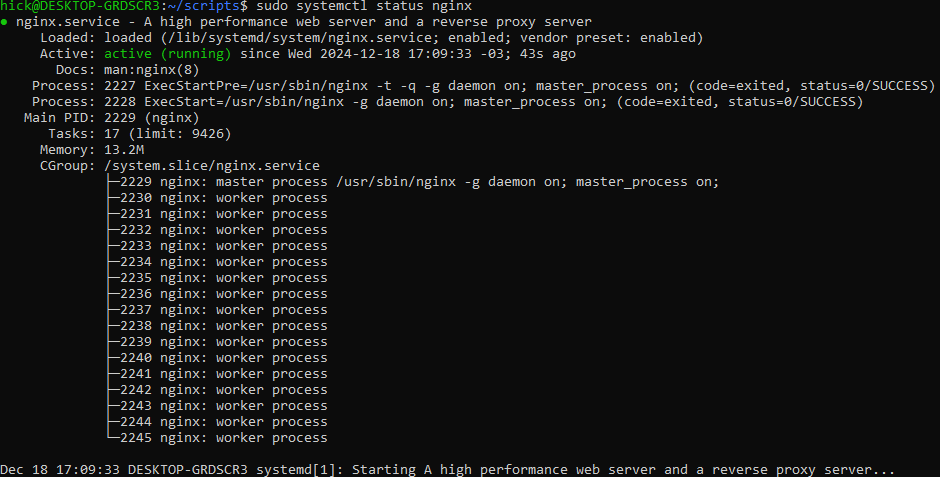 hick@DESKTOP-GRDSCR3:~/scripts$ sudo systemctl status nginx
● nginx.service - A high performance web server and a reverse proxy server
     Loaded: loaded (/lib/systemd/system/nginx.service; enabled; vendor preset: enabled)
     Active: active (running) since Wed 2024-12-18 17:09:33 -03; 43s ago
       Docs: man:nginx(8)
    Process: 2227 ExecStartPre=/usr/sbin/nginx -t -q -g daemon on; master_process on; (code=exited, status=0/SUCCESS)
    Process: 2228 ExecStart=/usr/sbin/nginx -g daemon on; master_process on; (code=exited, status=0/SUCCESS)
   Main PID: 2229 (nginx)
      Tasks: 17 (limit: 9426)
     Memory: 13.2M
     CGroup: /system.slice/nginx.service
             ├─2229 nginx: master process /usr/sbin/nginx -g daemon on; master_process on;
             ├─2230 nginx: worker process
             ├─2231 nginx: worker process
             ├─2232 nginx: worker process
             ├─2233 nginx: worker process
             ├─2234 nginx: worker process
             ├─2235 nginx: worker process
             ├─2236 nginx: worker process
             ├─2237 nginx: worker process
             ├─2238 nginx: worker process
             ├─2239 nginx: worker process
             ├─2240 nginx: worker process
             ├─2241 nginx: worker process
             ├─2242 nginx: worker process
             ├─2243 nginx: worker process
             ├─2244 nginx: worker process
             └─2245 nginx: worker process

Dec 18 17:09:33 DESKTOP-GRDSCR3 systemd[1]: Starting A high performance web server and a reverse proxy server...